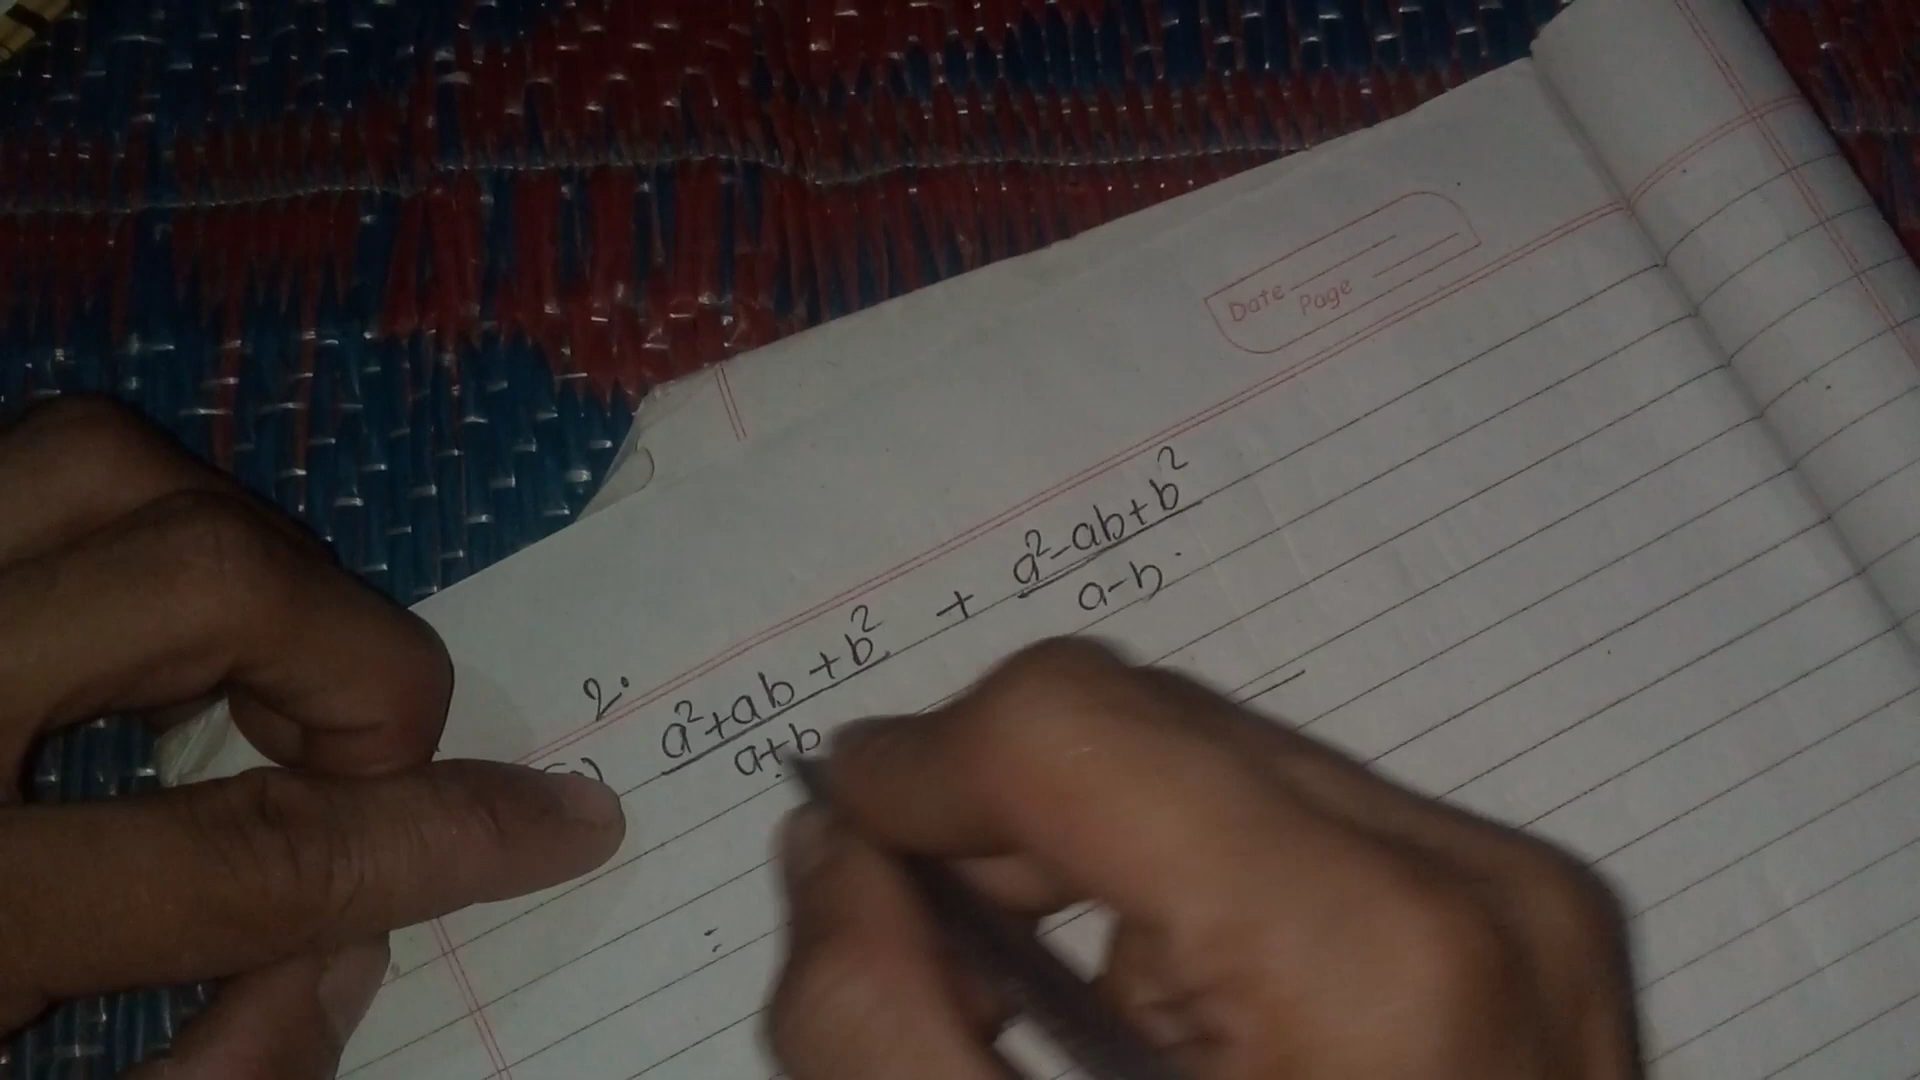 Date
Page
2.
a²+ab+b² + a²-ab+b²
a+b a-b
=